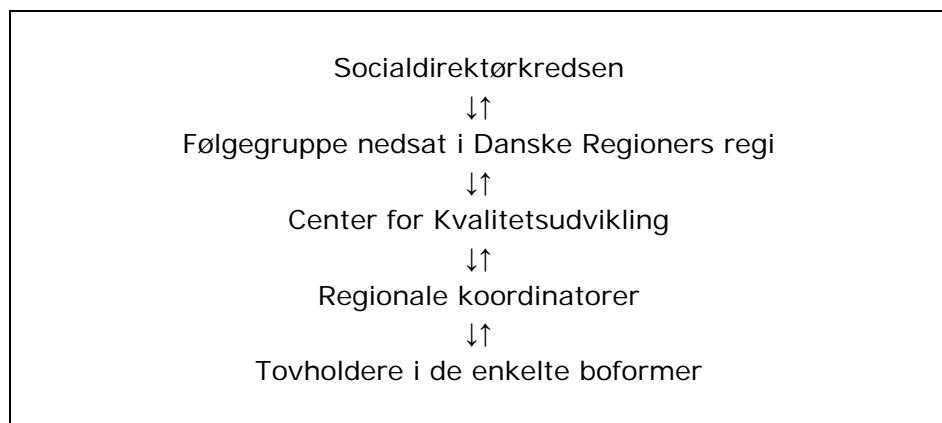 Socialdirektørkredsen
↓↑
Følgegruppe nedsat i Danske Regioners regi
↓↑
Center for Kvalitetsudvikling
↓↑
Regionale koordinatorer
↓↑
Tovholdere i de enkelte boformer